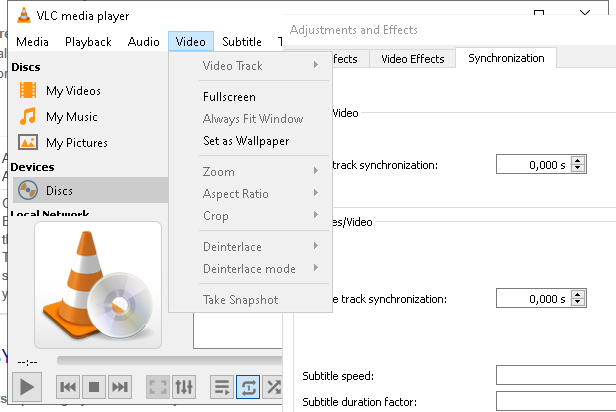 VLC media player
Adjustments and Effects
Media Playback Audio Video Subtitle
fects Video Effects Synchronization
Discs
My Videos
My Music
My Pictures
Devices
Discs
Local Network
Video Track
Fullscreen
Always Fit Window
Set as Wallpaper
Zoom
Aspect Ratio
Crop
Deinterlace
Deinterlace mode
Take Snapshot
/Video
track synchronization:
0,000 s
es/Video
e track synchronization:
0,000 s
Subtitle speed:
Subtitle duration factor:
--:--